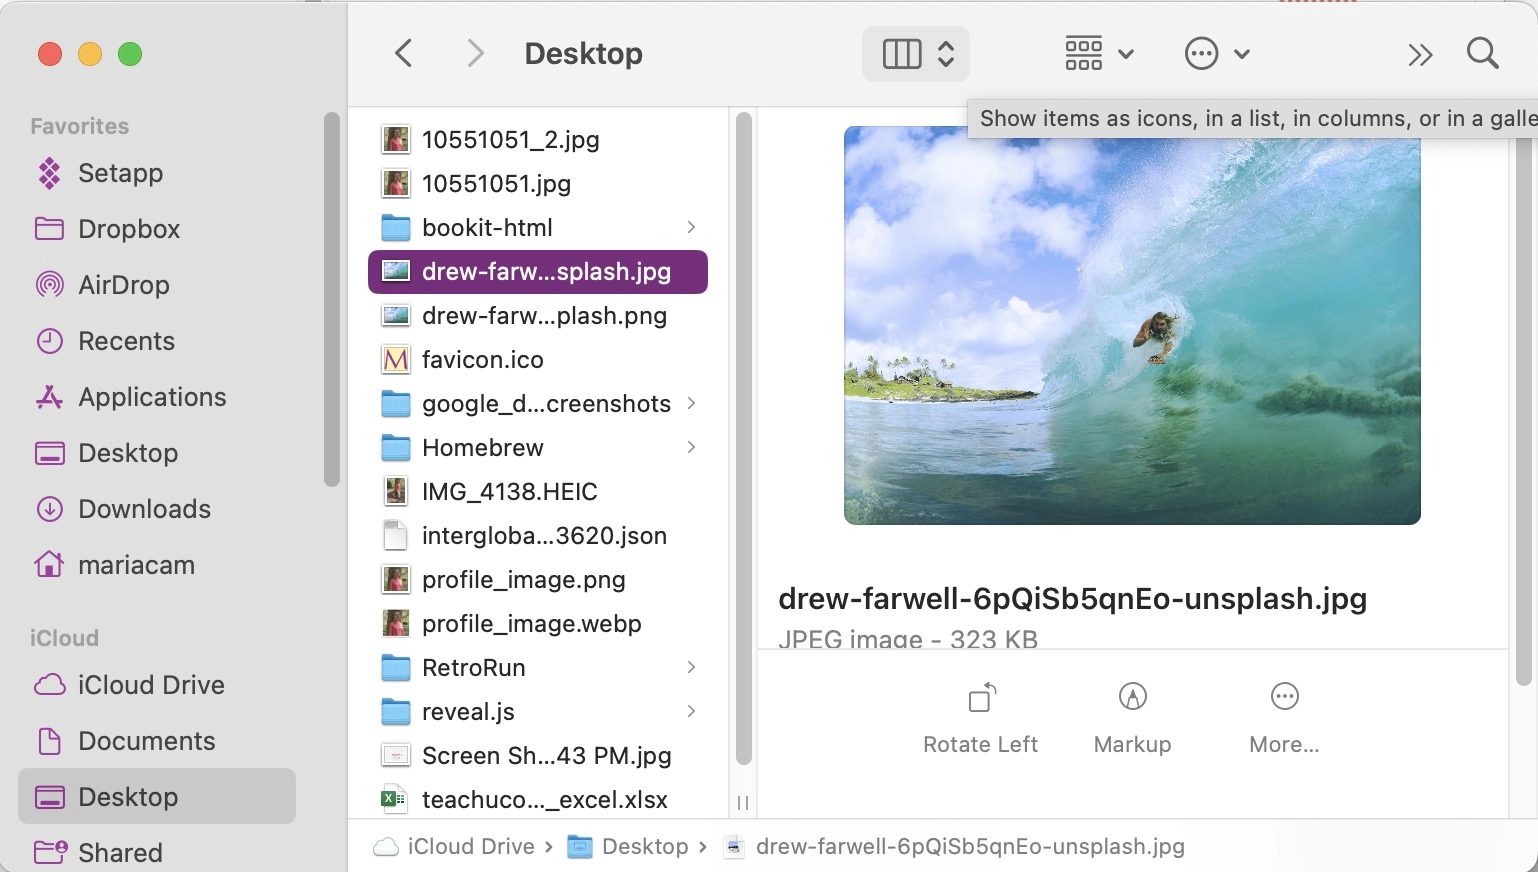 Desktop
Show items as icons, in a list, in columns, or in a galle
Favorites
Setapp
Dropbox
AirDrop
Recents
Applications
Desktop
Downloads
mariacam
iCloud
iCloud Drive
Documents
Desktop
Shared
10551051_2.jpg
10551051.jpg
bookit-html
drew-farw...splash.jpg
drew-farw...plash.png
favicon.ico
google_d...creenshots
Homebrew
IMG_4138.HEIC
intergloba...3620.json
profile_image.png
profile_image.webp
RetroRun
reveal.js
Screen Sh...43 PM.jpg
teachuco..._excel.xlsx
drew-farwell-6pQiSb5qnEo-unsplash.jpg
JPEG image - 323 KB
Rotate Left
Markup
More...
iCloud Drive › Desktop › drew-farwell-6pQiSb5qnEo-unsplash.jpg